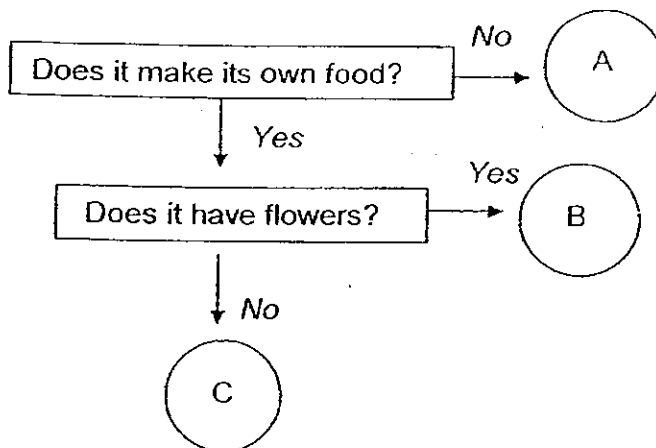 No
A
Does it make its own food?
Yes
Yes
Does it have flowers?
B
No
C